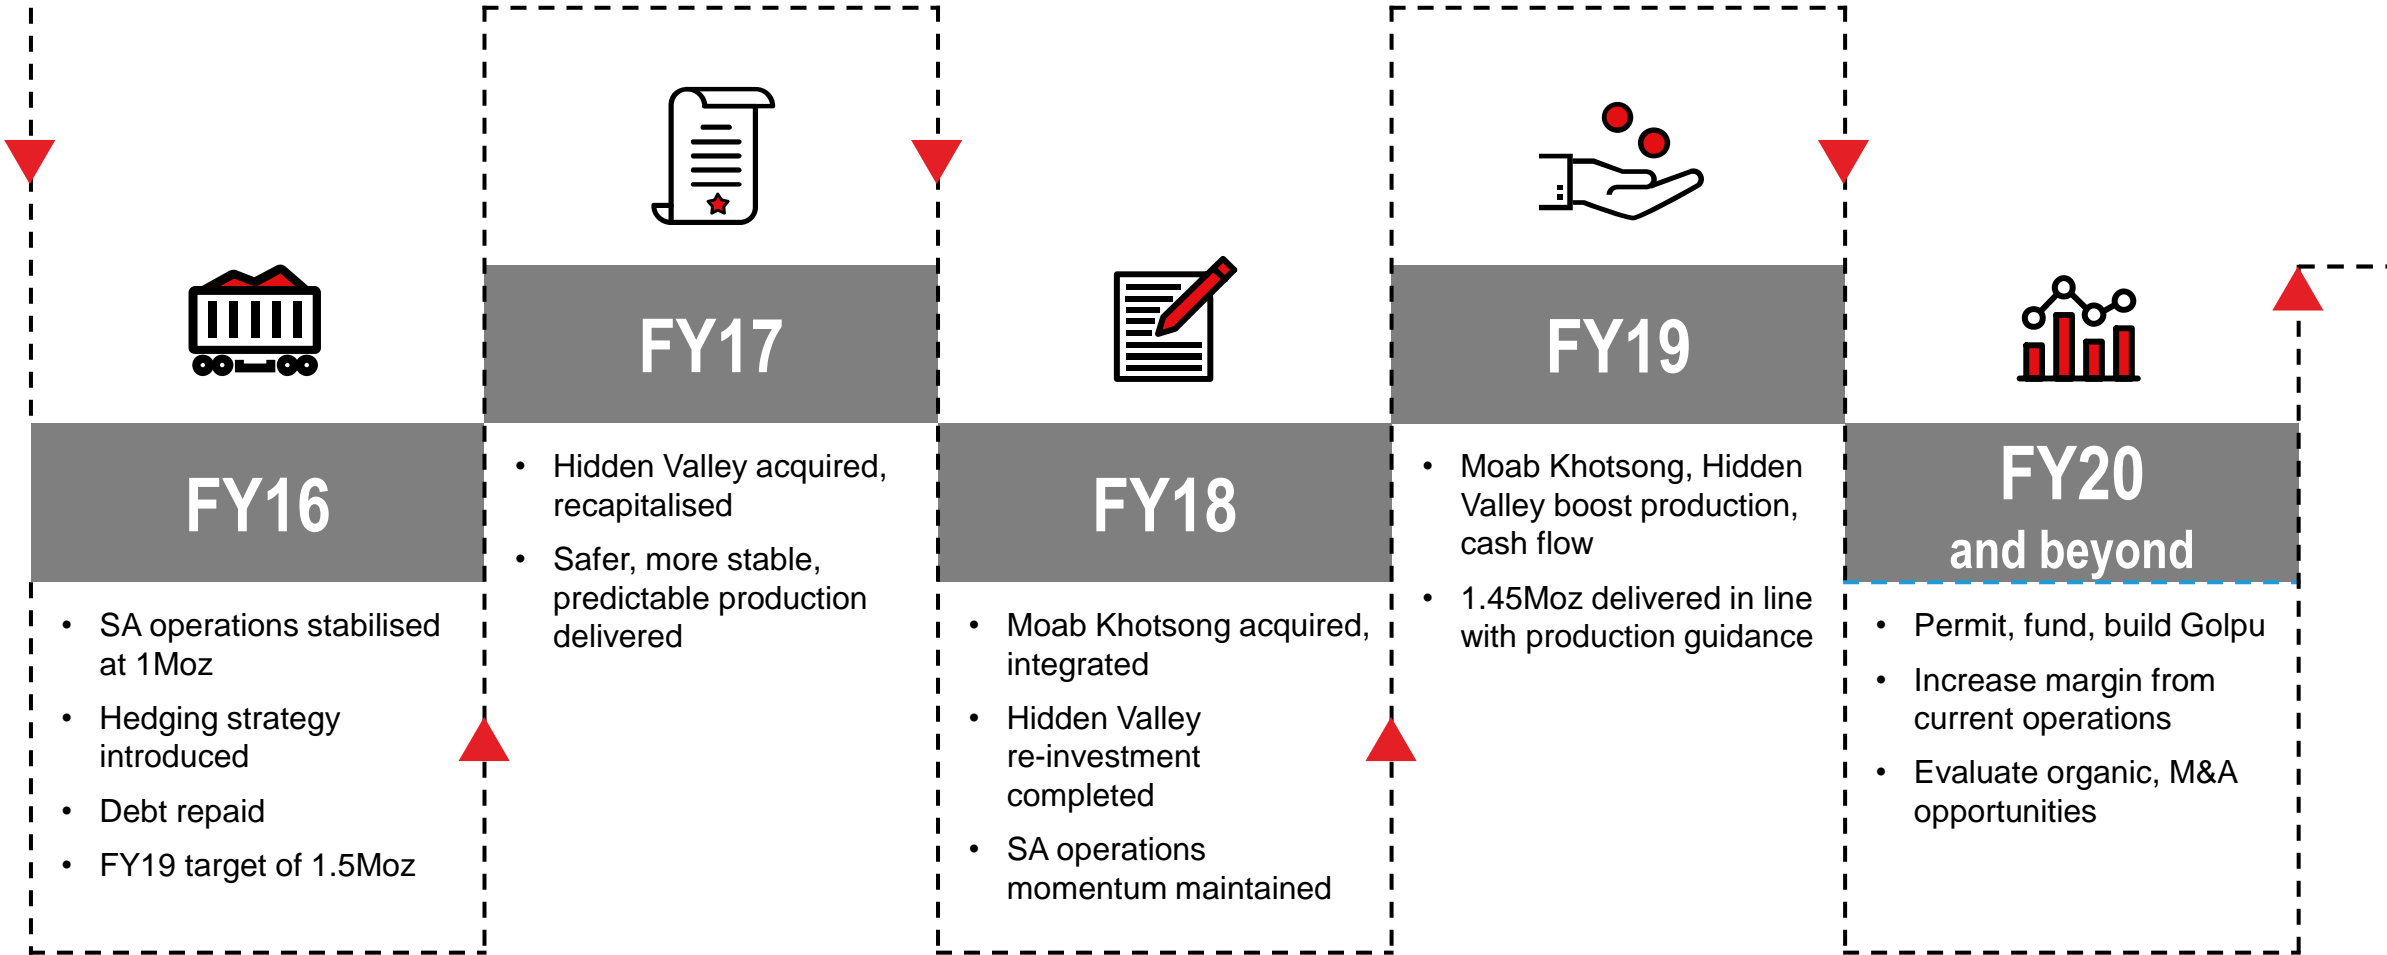 FY16
• SA operations stabilised
at 1Moz
• Hedging strategy
introduced
• Debt repaid
• FY19 target of 1.5Moz
FY17
• Hidden Valley acquired,
recapitalised
• Safer, more stable,
predictable production
delivered
FY18
• Moab Khotsong acquired,
integrated
• Hidden Valley
re-investment
completed
• SA operations
momentum maintained
FY19
• Moab Khotsong, Hidden
Valley boost production,
cash flow
• 1.45Moz delivered in line
with production guidance
FY20
and beyond
• Permit, fund, build Golpu
• Increase margin from
current operations
• Evaluate organic, M&A
opportunities